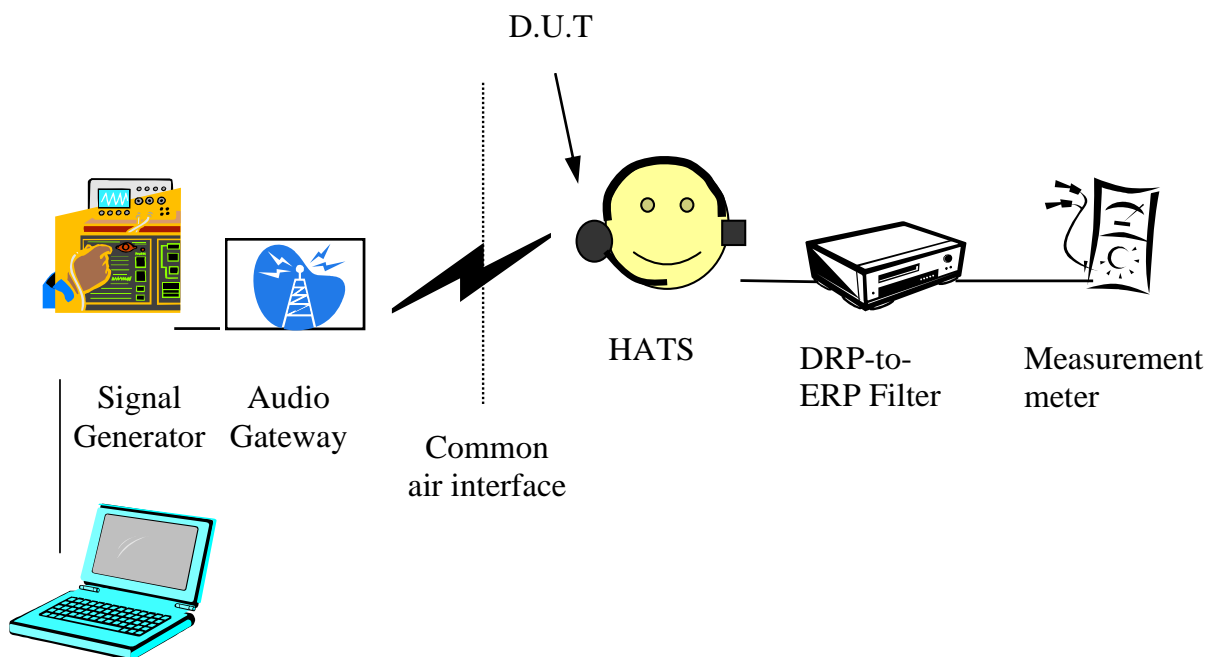 D.U.T
HATS
DRP-to-
ERP Filter
Measurement
meter
Signal
Generator
Audio
Gateway
Common
air interface